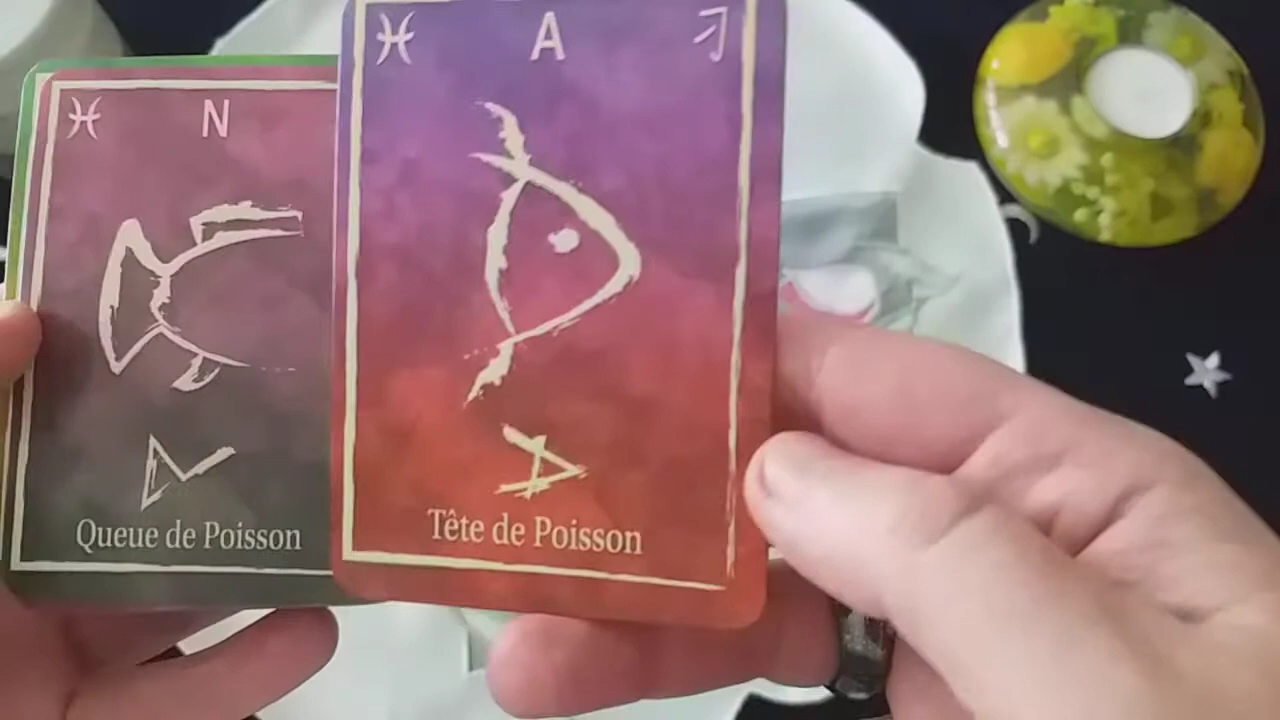 ♓ N
Queue de Poisson
♓ A
Tête de Poisson